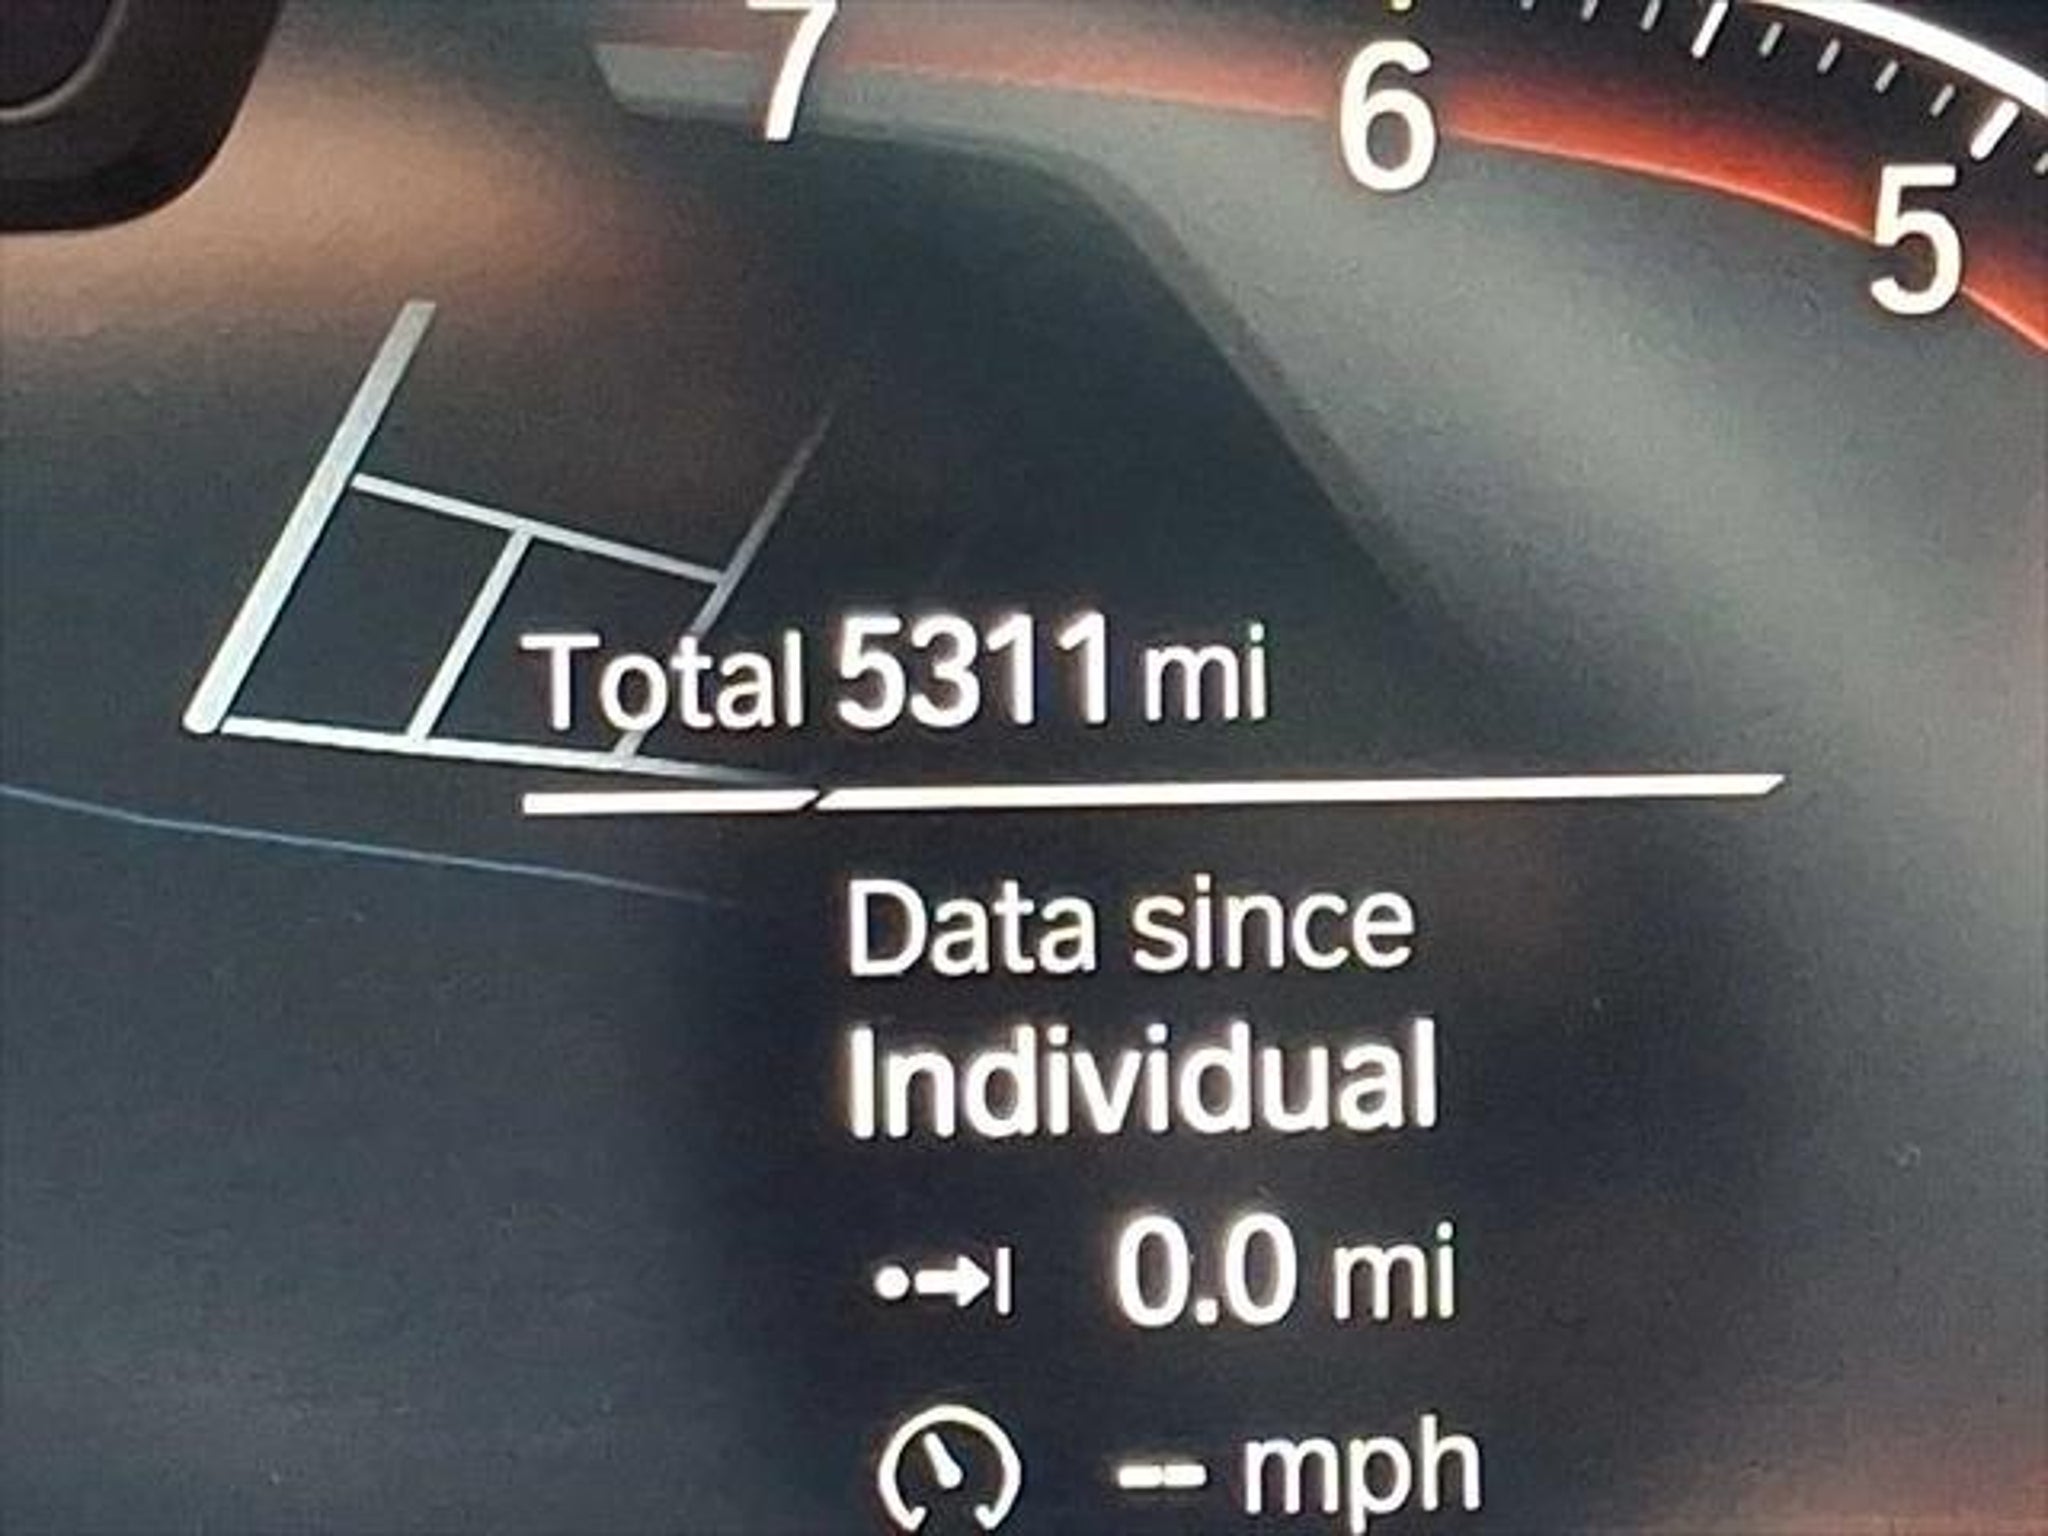 7 6 5
Total 5311 mi
Data since
Individual
0.0 mi
-- mph